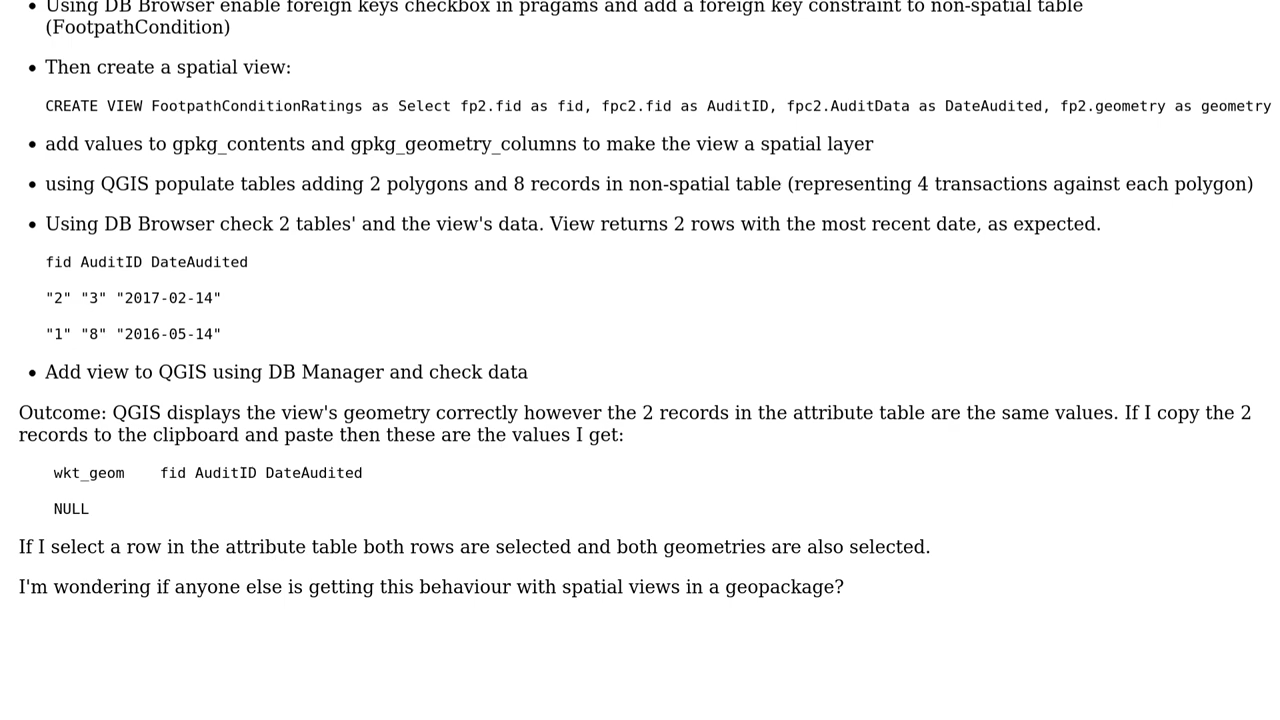 • Using DB Browser enable foreign keys checkbox in pragams and add a foreign key constraint to non-spatial table
(FootpathCondition)
• Then create a spatial view:
CREATE VIEW FootpathConditionRatings as Select fp2.fid as fid, fpc2.fid as AuditID, fpc2.AuditData as DateAudited, fp2.geometry as geometry
• add values to gpkg_contents and gpkg_geometry_columns to make the view a spatial layer
• using QGIS populate tables adding 2 polygons and 8 records in non-spatial table (representing 4 transactions against each polygon)
• Using DB Browser check 2 tables' and the view's data. View returns 2 rows with the most recent date, as expected.
fid AuditID DateAudited
"2" "3" "2017-02-14"
"1" "8" "2016-05-14"
• Add view to QGIS using DB Manager and check data
Outcome: QGIS displays the view's geometry correctly however the 2 records in the attribute table are the same values. If I copy the 2
records to the clipboard and paste then these are the values I get:
wkt_geom    fid AuditID DateAudited
NULL
If I select a row in the attribute table both rows are selected and both geometries are also selected.
I'm wondering if anyone else is getting this behaviour with spatial views in a geopackage?